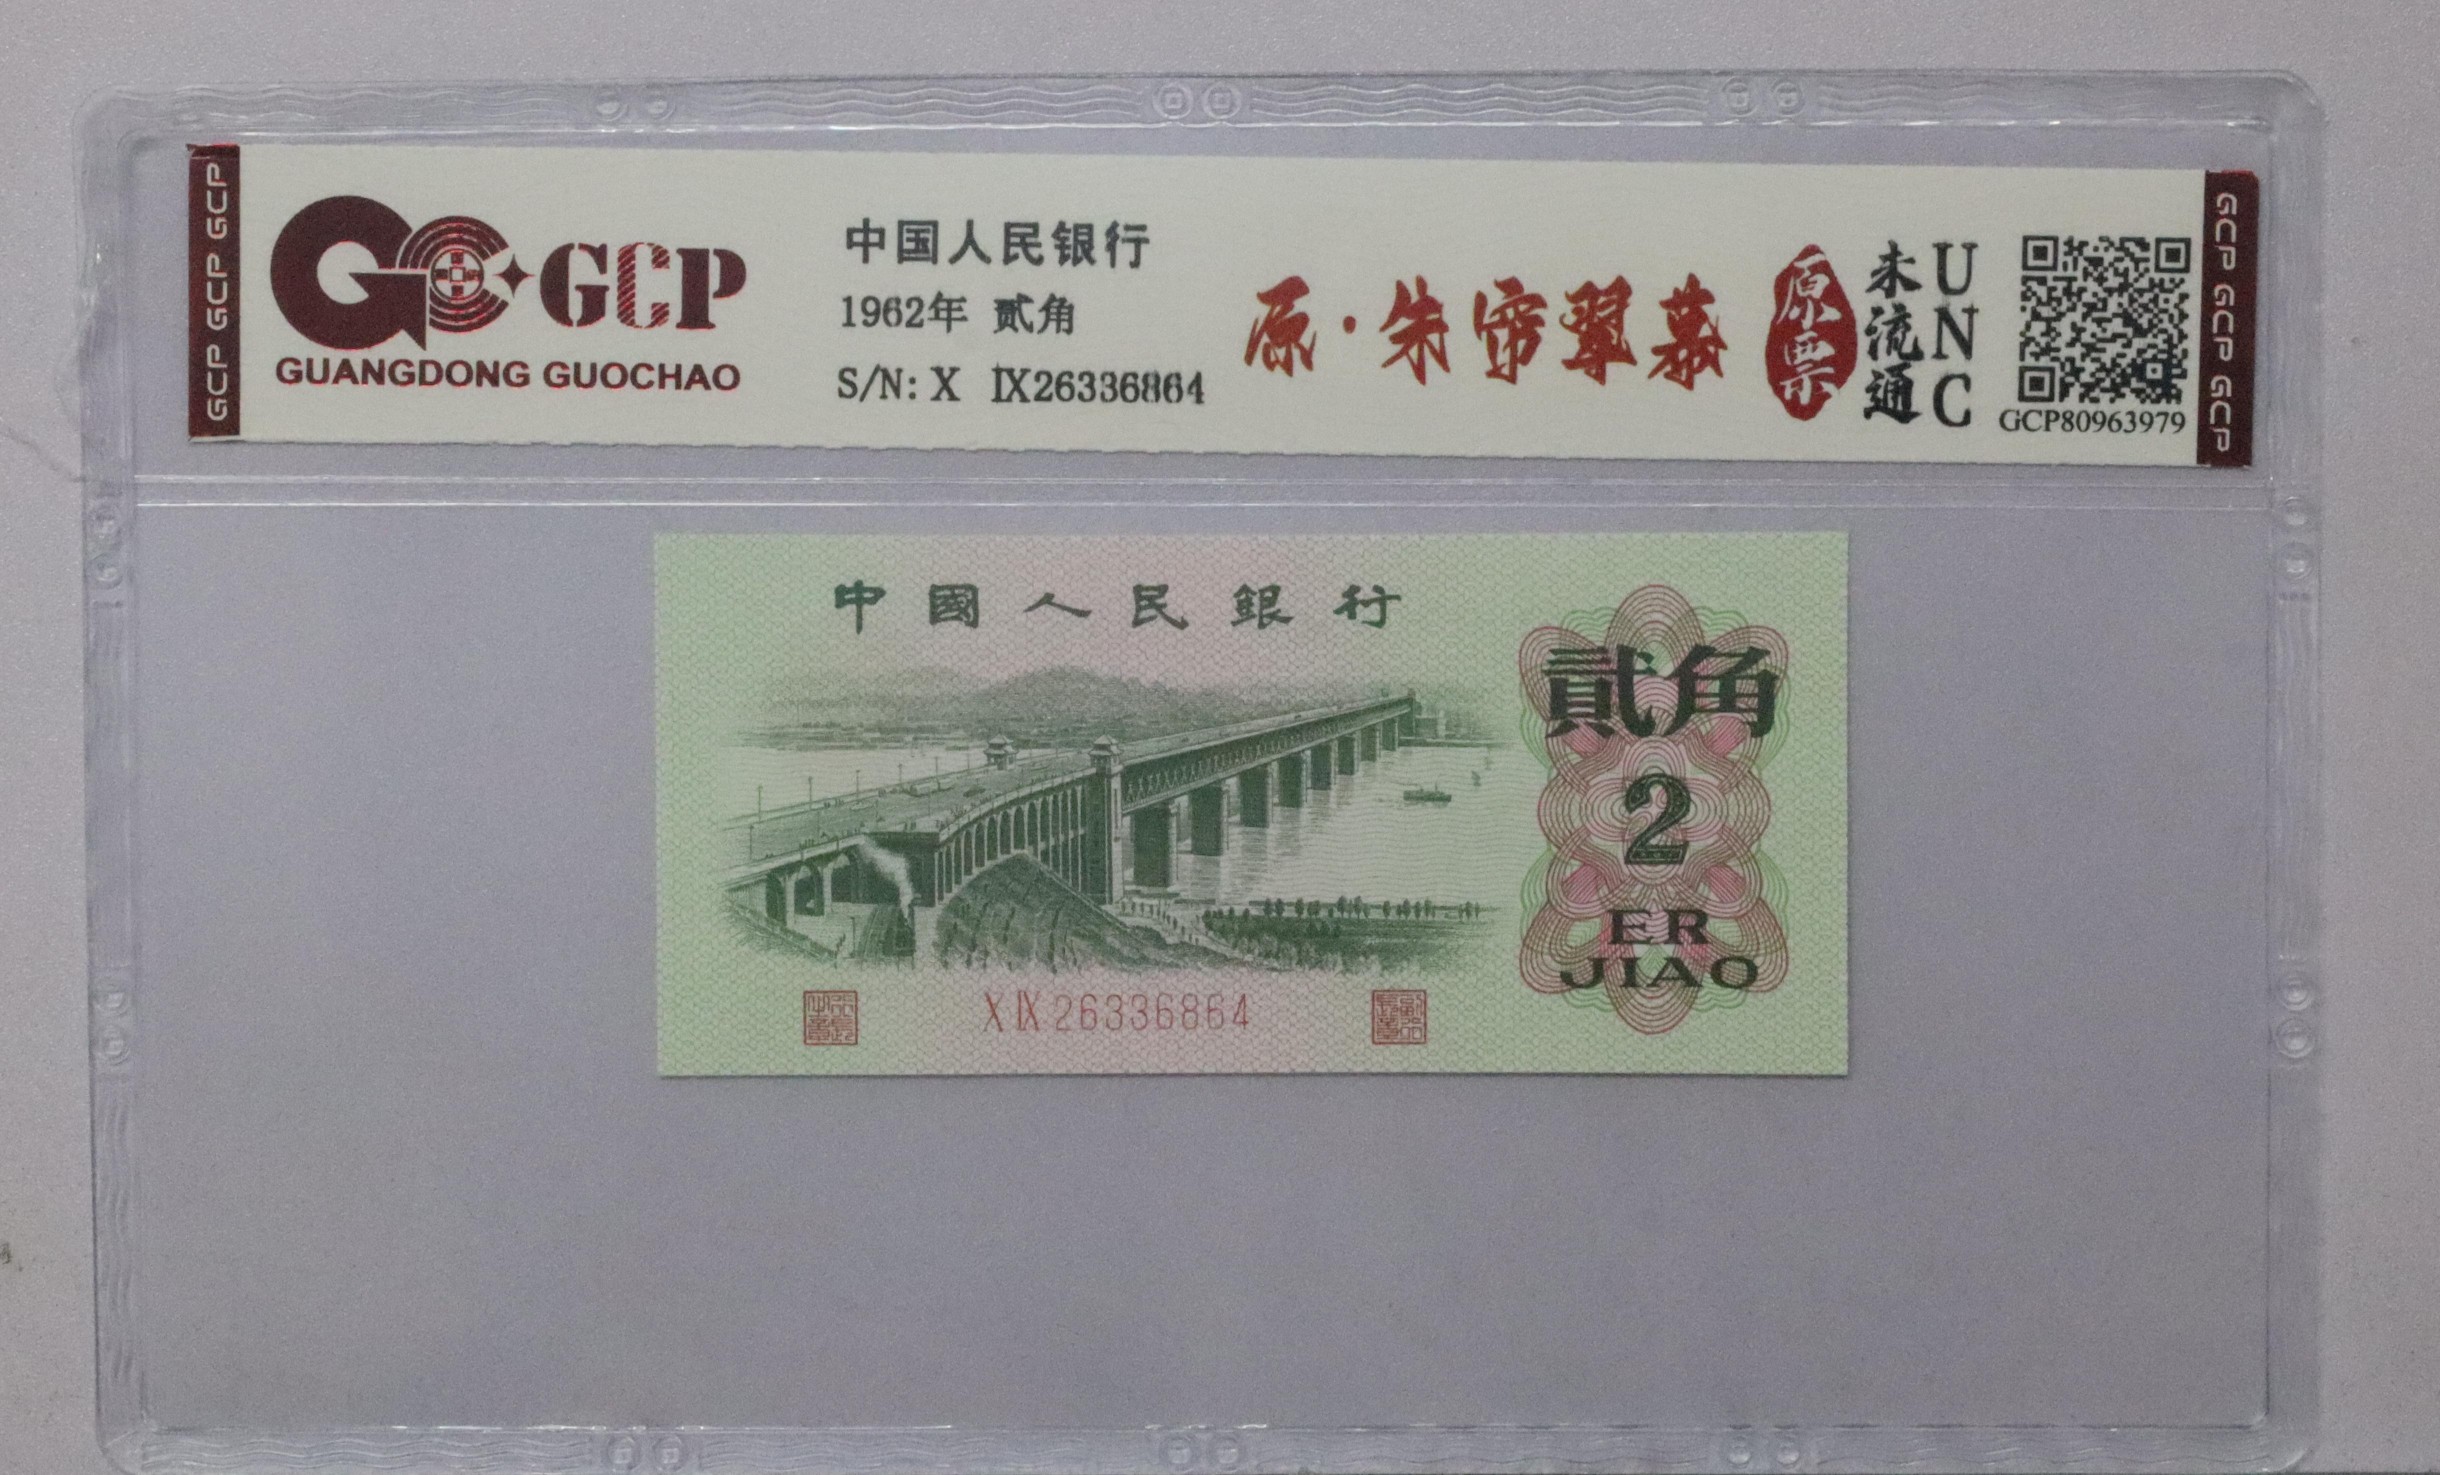 GCP GCP GCP
GCP
GUANGDONG GUOCHAO
中国人民银行
1962年 贰角
S/N: X IX26336864
原·朱帘翠幕
原票
未流通
UNC
GCP80963979
GCP GCP GCP
中國人民銀行
貳角
2
ER
JIAO
X IX 26336864